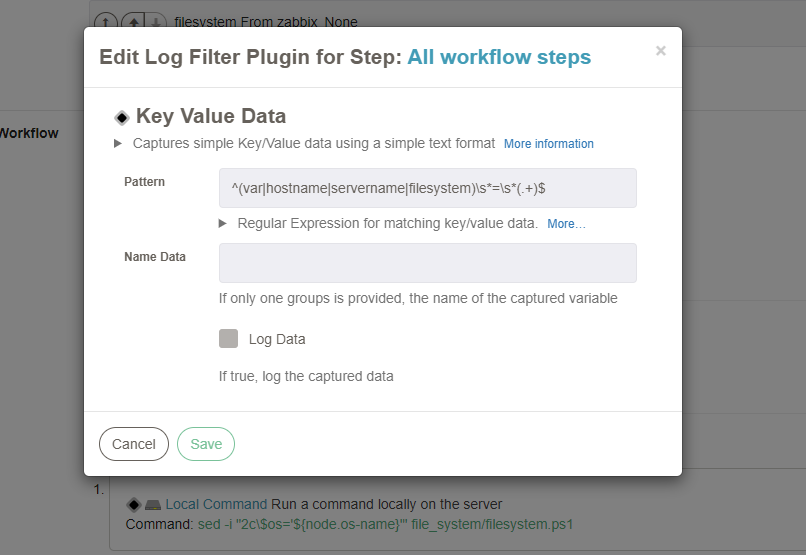 filesystem From zabbix None
Edit Log Filter Plugin for Step: All workflow steps
×
Key Value Data
Captures simple Key/Value data using a simple text format More information
Workflow
Pattern
^(var|hostname|servername|filesystem)\s*=\s*(.+)$
Regular Expression for matching key/value data. More...
Name Data
If only one groups is provided, the name of the captured variable
Log Data
If true, log the captured data
Cancel Save
1.
Local Command Run a command locally on the server
Command: sed -i "2c\$os='${node.os-name}'" file_system/filesystem.ps1